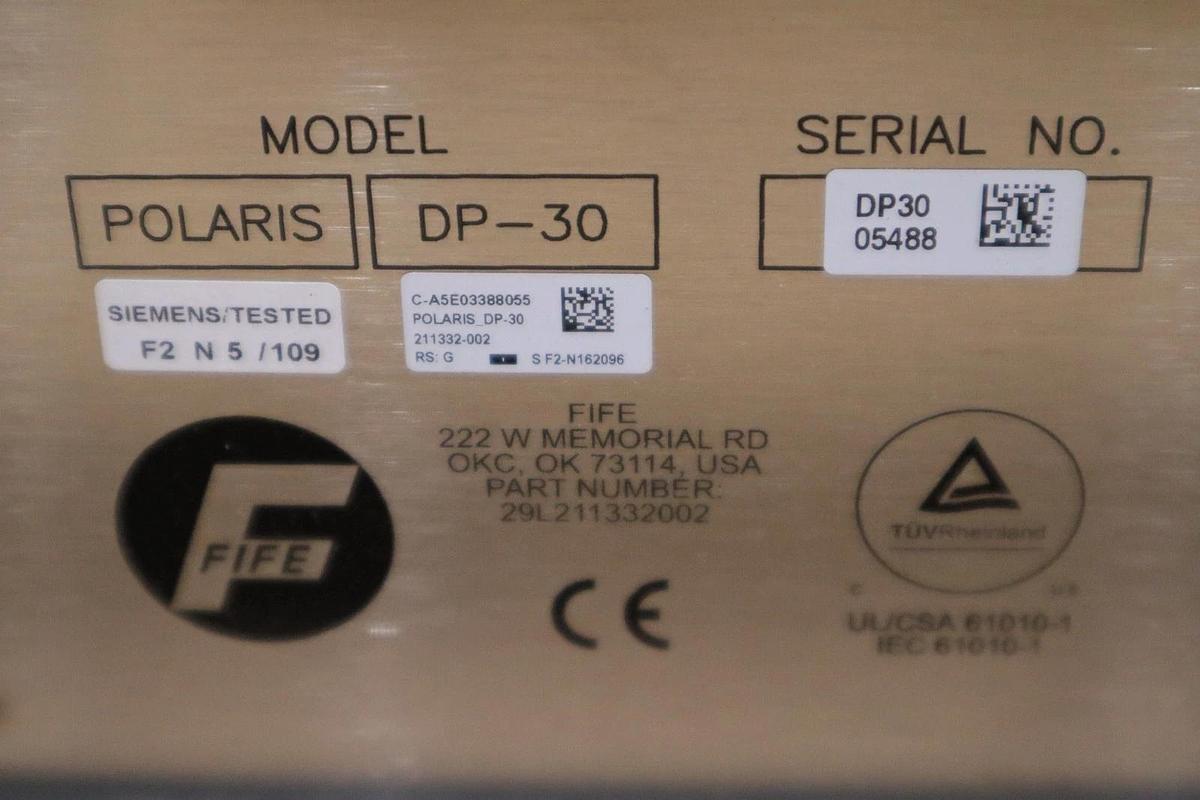 MODEL
SERIAL NO.
POLARIS
DP-30
DP30
05488
SIEMENS/TESTED
F2 N 5 /109
C-A5E03388055
POLARIS_DP-30
211332-002
RS: G S F2-N162096
FIFE
FIFE
222 W MEMORIAL RD
OKC, OK 73114, USA
PART NUMBER:
29L211332002
CE
TÜVRheinland
C US
UL/CSA 61010-1
IEC 61010-1